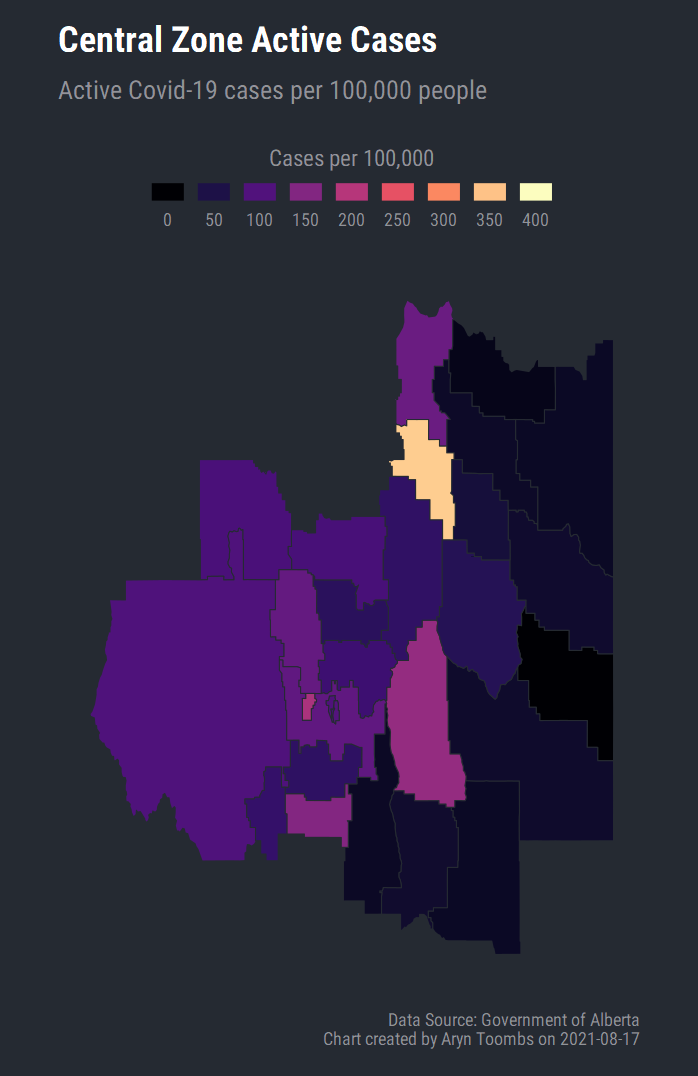 Central Zone Active Cases
Active Covid-19 cases per 100,000 people
Cases per 100,000
0 50 100 150 200 250 300 350 400
Data Source: Government of Alberta
Chart created by Aryn Toombs on 2021-08-17